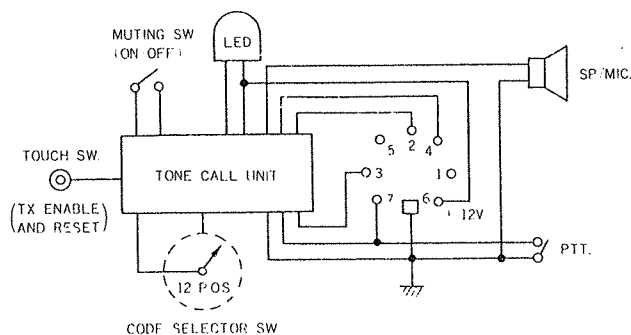 MUTING SW
(ON OFF)
LED
SP/MIC.
TOUCH SW.
TONE CALL UNIT
(TX ENABLE
AND RESET)
5
2
4
3
1
7
6
+ 12V
PTT.
12 POS
CODE SELECTOR SW